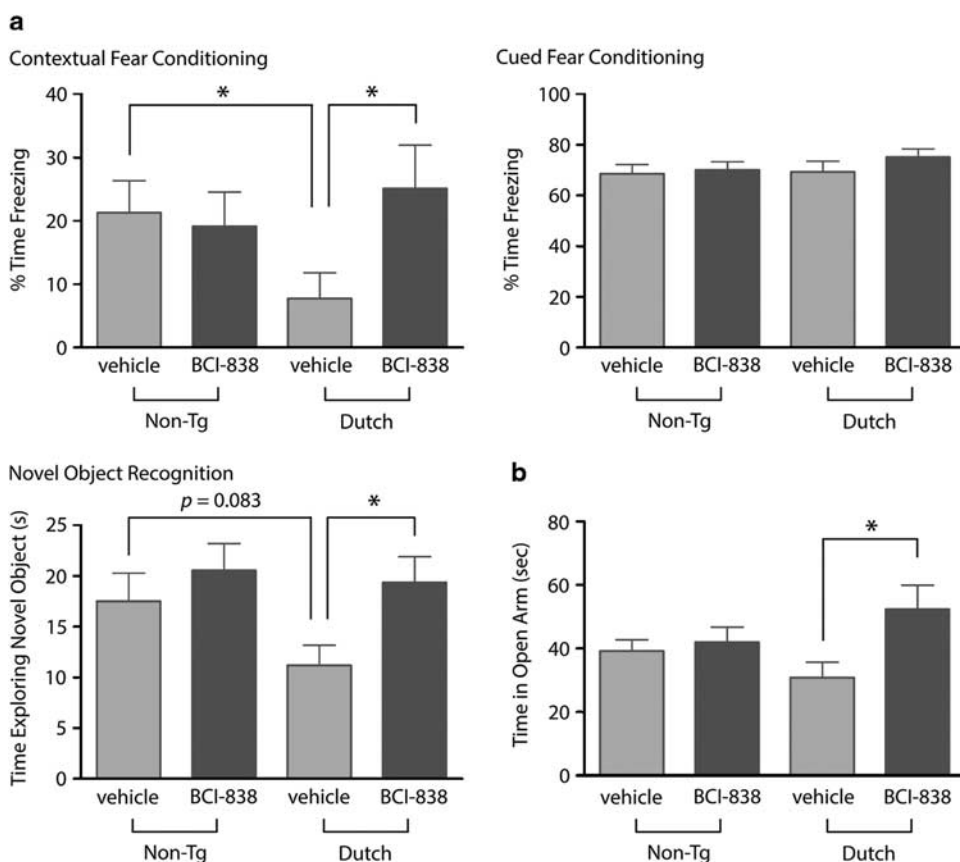 a
Contextual Fear Conditioning
% Time Freezing
40
30
20
10
0
*
*
vehicle BCI-838 vehicle BCI-838
Non-Tg Dutch
Cued Fear Conditioning
% Time Freezing
100
80
60
40
20
0
vehicle BCI-838 vehicle BCI-838
Non-Tg Dutch
Novel Object Recognition
Time Exploring Novel Object (s)
25
20
15
10
5
0
p = 0.083
*
vehicle BCI-838 vehicle BCI-838
Non-Tg Dutch
b
Time in Open Arm (sec)
80
60
40
20
0
*
vehicle BCI-838 vehicle BCI-838
Non-Tg Dutch